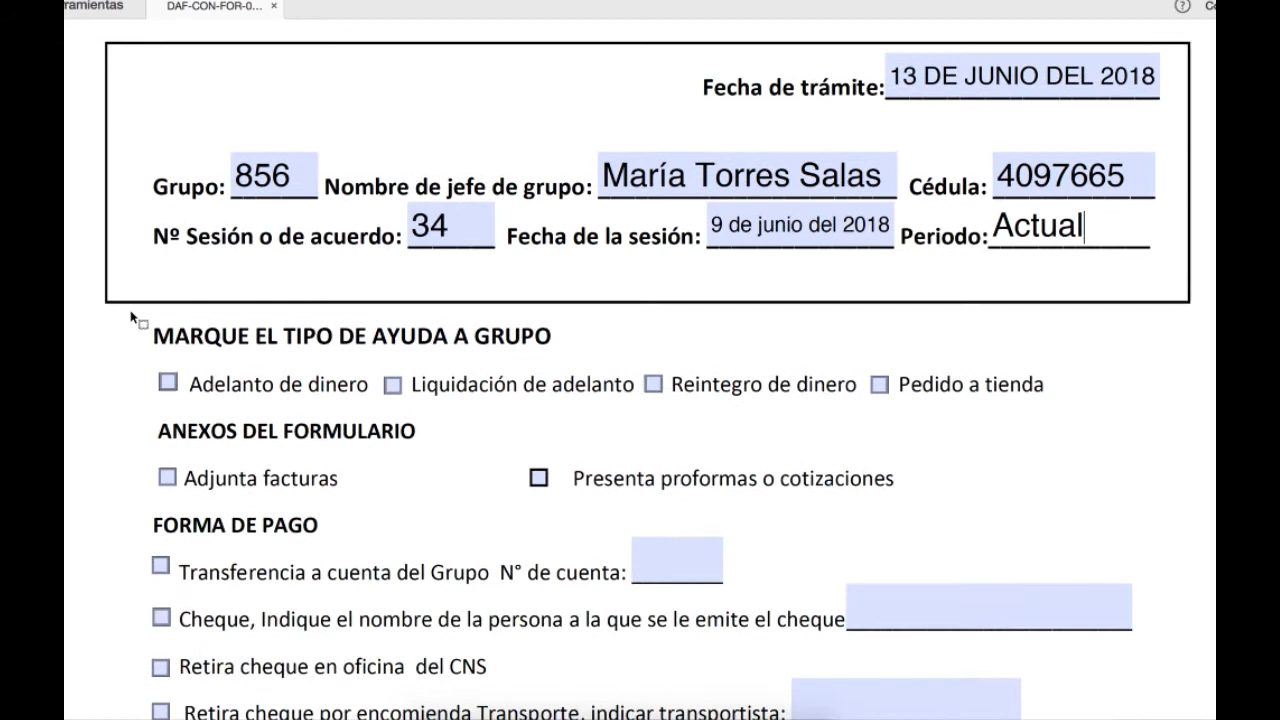 ramientas DAF-CON-FOR-0... × ?
Fecha de trámite: 13 DE JUNIO DEL 2018
Grupo: 856 Nombre de jefe de grupo: María Torres Salas Cédula: 4097665
Nº Sesión o de acuerdo: 34 Fecha de la sesión: 9 de junio del 2018 Periodo: Actual
MARQUE EL TIPO DE AYUDA A GRUPO
Adelanto de dinero Liquidación de adelanto Reintegro de dinero Pedido a tienda
ANEXOS DEL FORMULARIO
Adjunta facturas Presenta proformas o cotizaciones
FORMA DE PAGO
Transferencia a cuenta del Grupo N° de cuenta:
Cheque, Indique el nombre de la persona a la que se le emite el cheque
Retira cheque en oficina del CNS
Retira cheque por encomienda Transporte, indicar transportista: